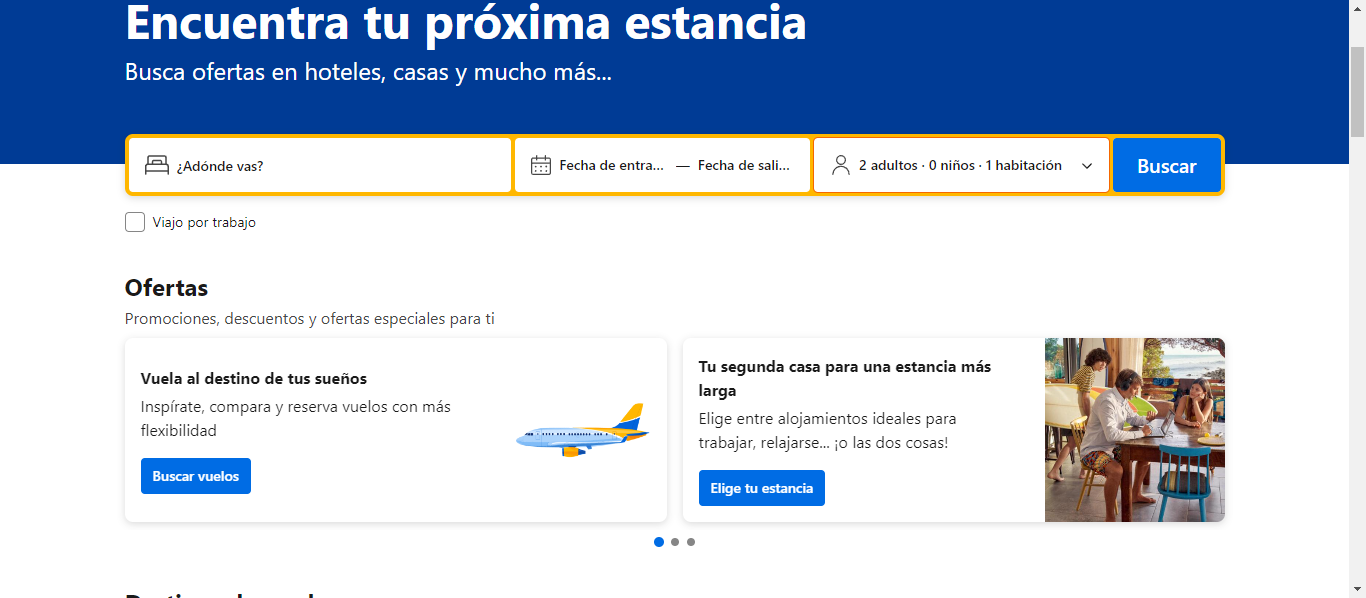 Encuentra tu próxima estancia
Busca ofertas en hoteles, casas y mucho más...
¿Adónde vas?
Fecha de entra... — Fecha de sali...
2 adultos · 0 niños · 1 habitación
Buscar
Viajo por trabajo
Ofertas
Promociones, descuentos y ofertas especiales para ti
Vuela al destino de tus sueños
Inspírate, compara y reserva vuelos con más
flexibilidad
Buscar vuelos
Tu segunda casa para una estancia más
larga
Elige entre alojamientos ideales para
trabajar, relajarse... ¡o las dos cosas!
Elige tu estancia